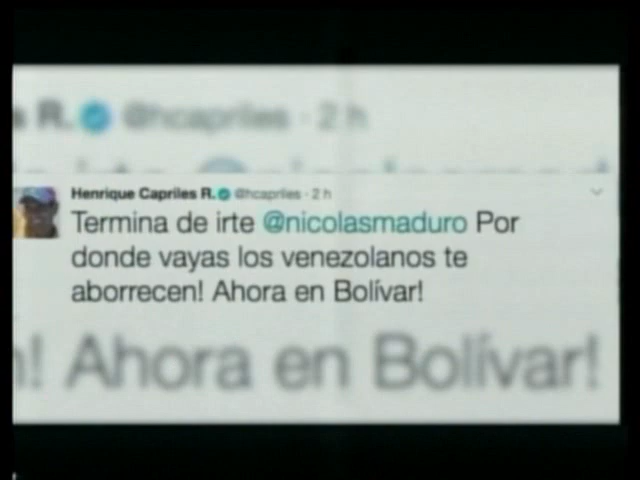 R. @hcapriles · 2 h
Henrique Capriles R. @hcapriles · 2 h
Termina de irte @nicolasmaduro Por
donde vayas los venezolanos te
aborrecen! Ahora en Bolívar!
! Ahora en Bolívar!